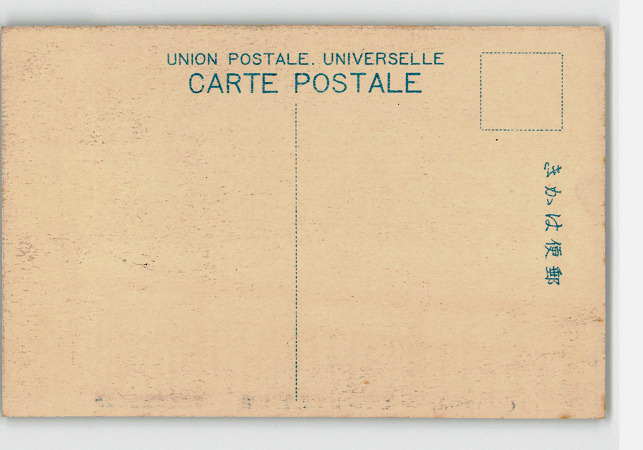 UNION POSTALE. UNIVERSELLE
CARTE POSTALE
郵便はかき